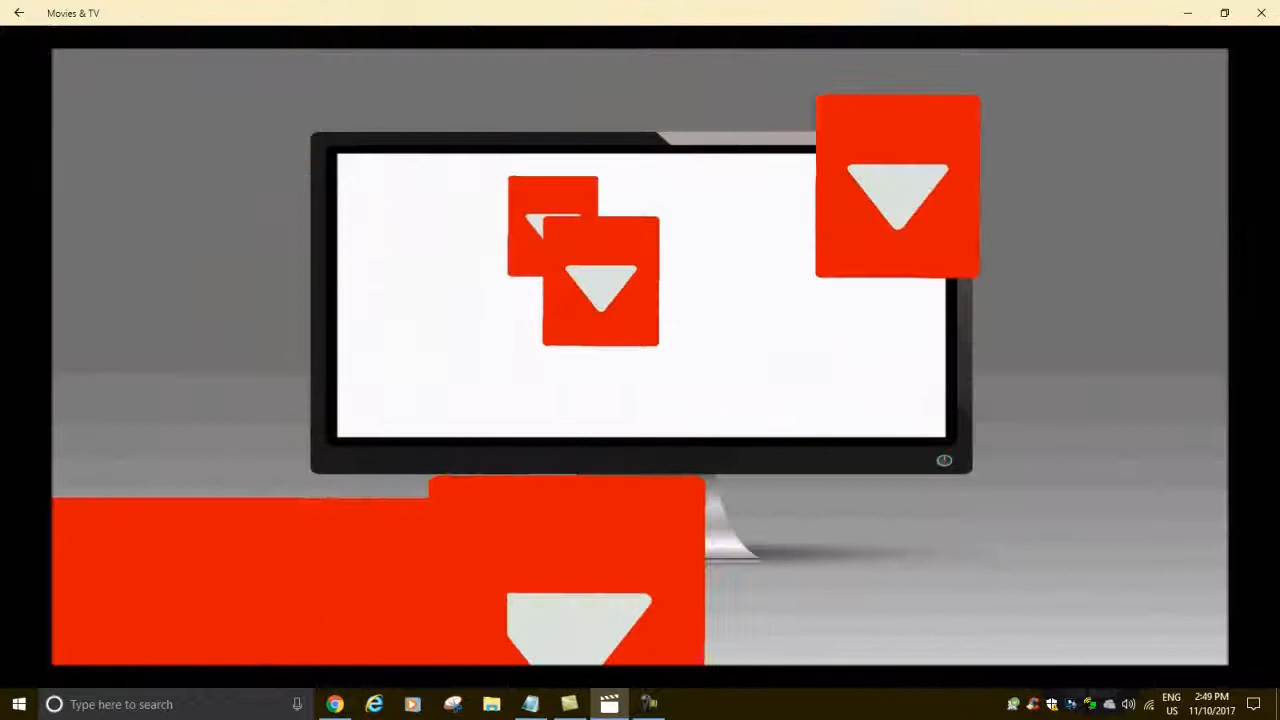 Movies & TV
Type here to search
ENG
US
2:49 PM
11/10/2017